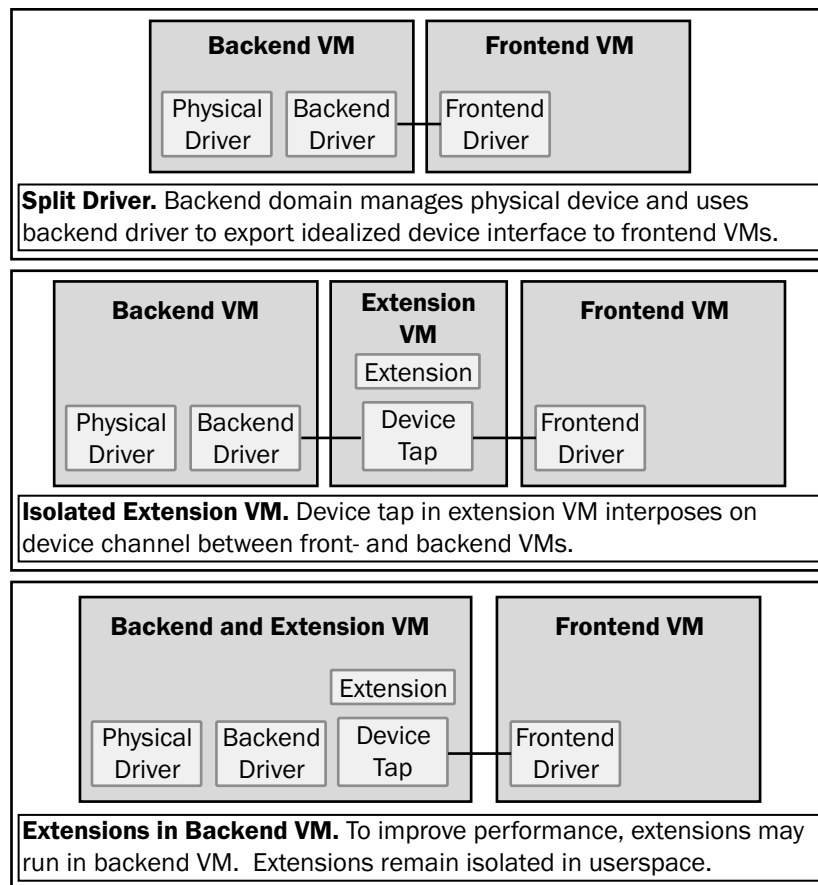 Backend VM
Frontend VM
Physical
Driver
Backend
Driver
Frontend
Driver
Split Driver. Backend domain manages physical device and uses
backend driver to export idealized device interface to frontend VMs.
Backend VM
Extension
VM
Frontend VM
Extension
Physical
Driver
Backend
Driver
Device
Tap
Frontend
Driver
Isolated Extension VM. Device tap in extension VM interposes on
device channel between front- and backend VMs.
Backend and Extension VM
Frontend VM
Extension
Physical
Driver
Backend
Driver
Device
Tap
Frontend
Driver
Extensions in Backend VM. To improve performance, extensions may
run in backend VM.  Extensions remain isolated in userspace.